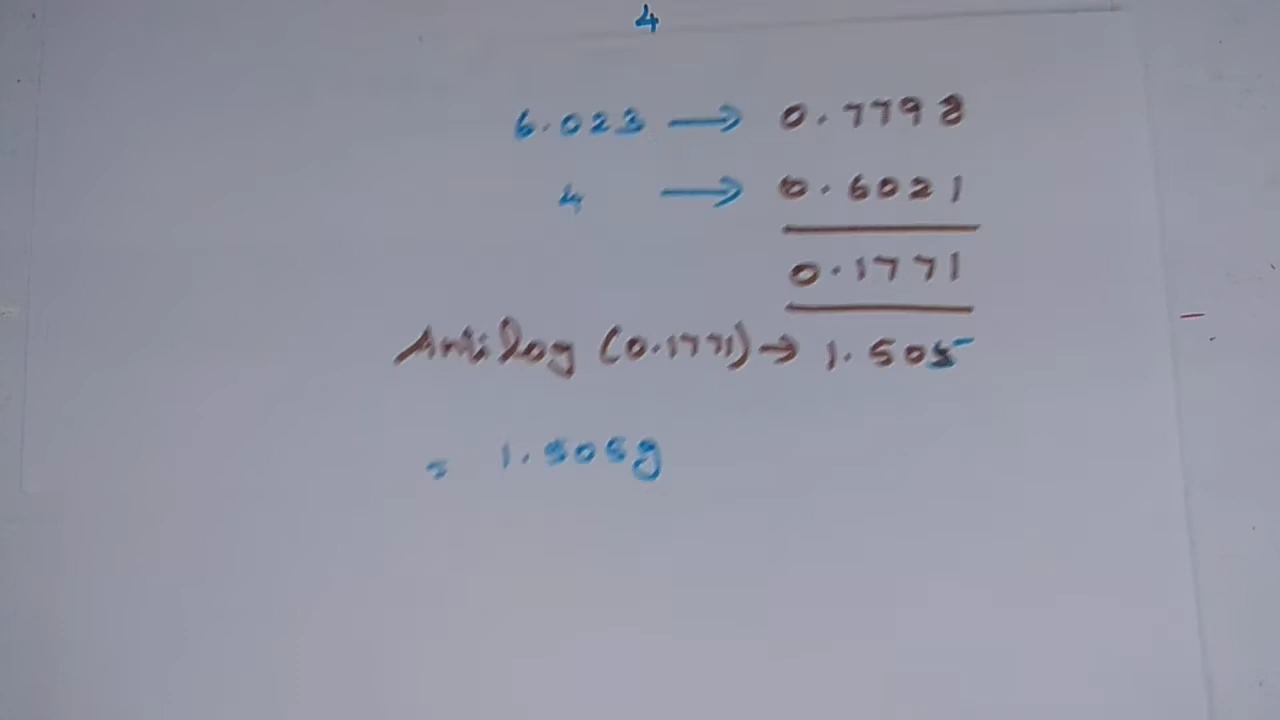 4
6.023 → 0.7798
4 → 0.6021
0.1771
Antilog (0.1771) → 1.505
= 1.505g